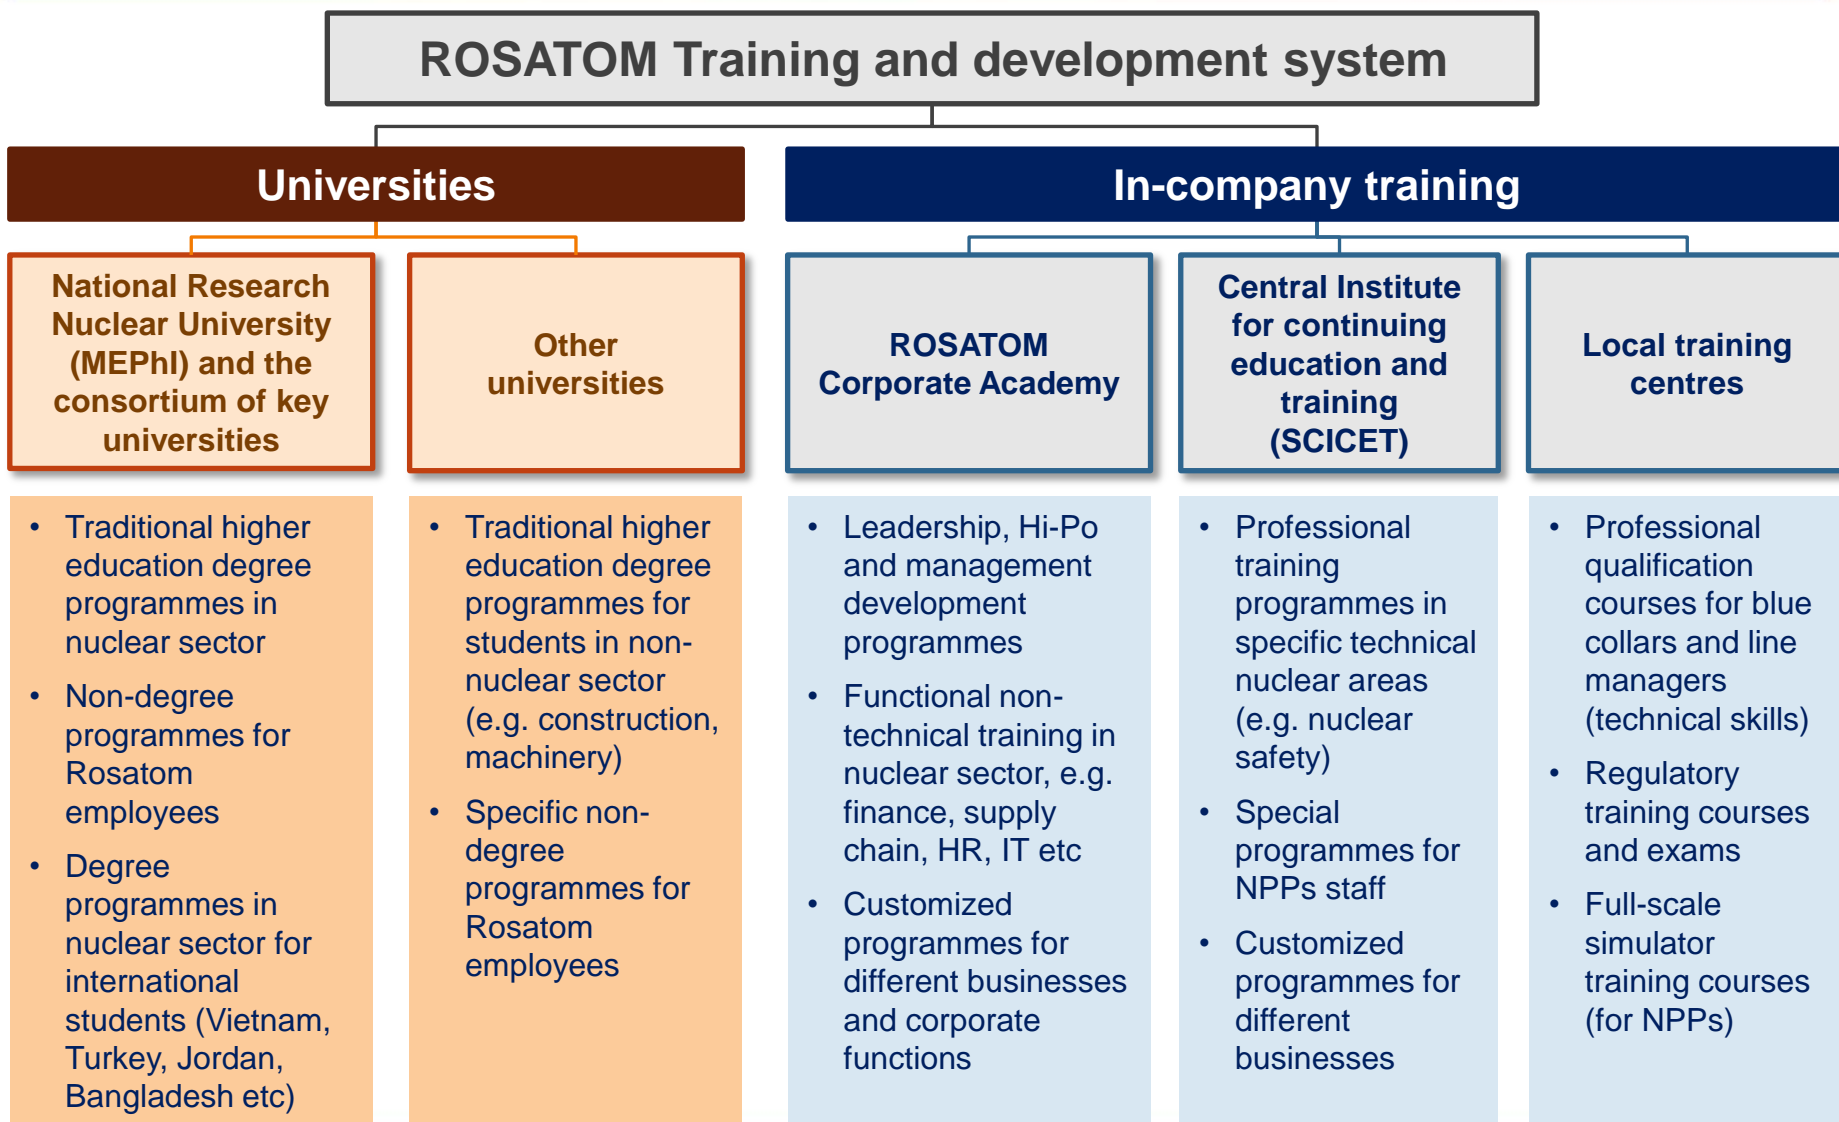 ROSATOM Training and development system
Universities
In-company training
National Research
Nuclear University
(MEPhI) and the
consortium of key
universities
Other
universities
ROSATOM
Corporate Academy
Central Institute
for continuing
education and
training
(SCICET)
Local training
centres
• Traditional higher
education degree
programmes in
nuclear sector
• Non-degree
programmes for
Rosatom
employees
• Degree
programmes in
nuclear sector for
international
students (Vietnam,
Turkey, Jordan,
Bangladesh etc)
• Traditional higher
education degree
programmes for
students in non-
nuclear sector
(e.g. construction,
machinery)
• Specific non-
degree
programmes for
Rosatom
employees
• Leadership, Hi-Po
and management
development
programmes
• Functional non-
technical training in
nuclear sector, e.g.
finance, supply
chain, HR, IT etc
• Customized
programmes for
different businesses
and corporate
functions
• Professional
training
programmes in
specific technical
nuclear areas
(e.g. nuclear
safety)
• Special
programmes for
NPPs staff
• Customized
programmes for
different
businesses
• Professional
qualification
courses for blue
collars and line
managers
(technical skills)
• Regulatory
training courses
and exams
• Full-scale
simulator
training courses
(for NPPs)